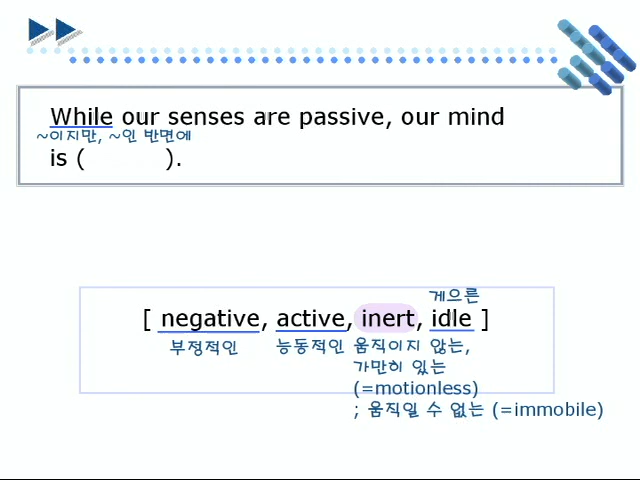 While our senses are passive, our mind
~이지만, ~인 반면에
is (          ).
게으른
[ negative, active, inert, idle ]
부정적인 능동적인 움직이지 않는,
가만히 있는
(=motionless)
; 움직일 수 없는 (=immobile)